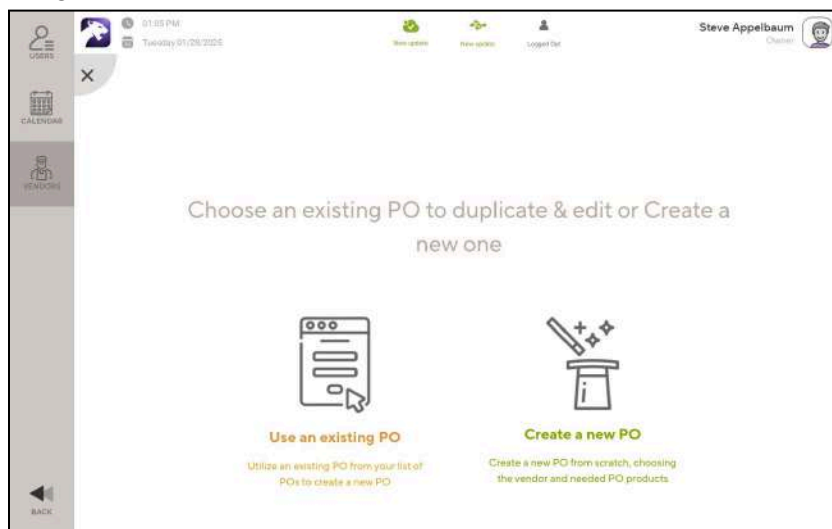 USERS
CALENDAR
VENDORS
BACK
01:05 PM
Tuesday 01/28/2025
New update
New update
Logged Out
Steve Appelbaum
Owner
Choose an existing PO to duplicate & edit or Create a
new one
Use an existing PO
Utilize an existing PO from your list of
POs to create a new PO
Create a new PO
Create a new PO from scratch, choosing
the vendor and needed PO products